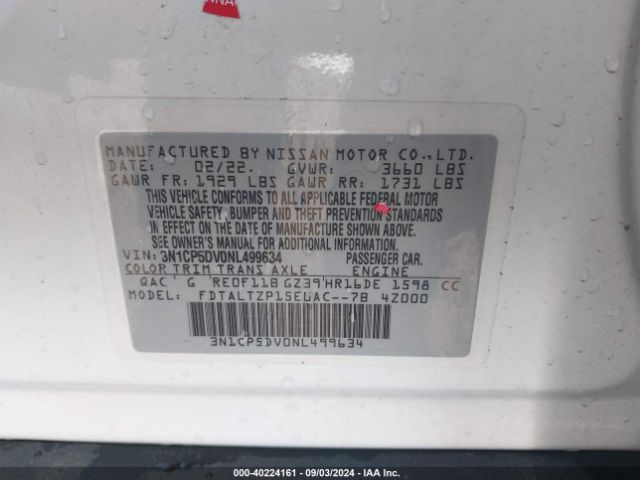 MANUFACTURED BY NISSAN MOTOR CO.,LTD.
DATE: 02/22. GVWR: 3660 LBS
GAWR FR: 1929 LBS GAWR RR: 1731 LBS
THIS VEHICLE CONFORMS TO ALL APPLICABLE FEDERAL MOTOR
VEHICLE SAFETY, BUMPER AND THEFT PREVENTION STANDARDS
IN EFFECT ON THE DATE OF MANUFACTURE SHOWN ABOVE.
SEE OWNER'S MANUAL OR SERVICE MANUAL FOR ADDITIONAL INFORMATION.
VIN: 3N1CP5DV0NL499634 PASSENGER CAR.
COLOR TRIM TRANS AXLE ENGINE
QAC G RE0F11B GZ39 HR16DE 1598 CC
MODEL: FDTALTZP15EUAC--7B 4Z000
3N1CP5DV0NL499634
000-40224161 - 09/03/2024 - IAA Inc.